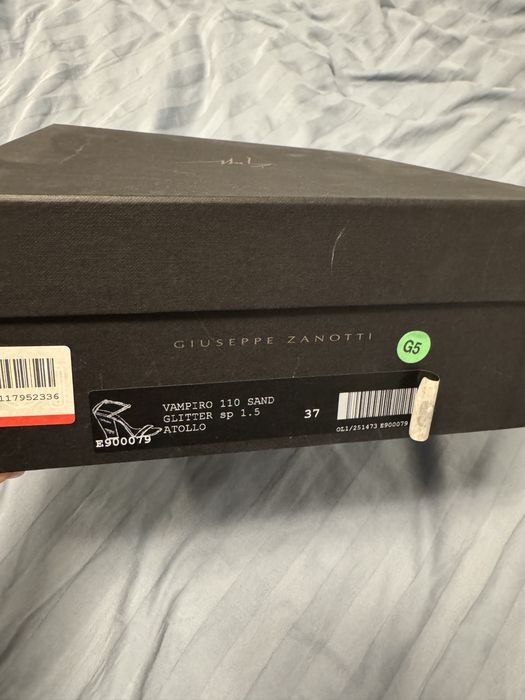 GIUSEPPE ZANOTTI
G5
117952336
VAMPIRO 110 SAND
GLITTER sp 1.5
ATOLLO
E900079
37
OL1/251473 E900079